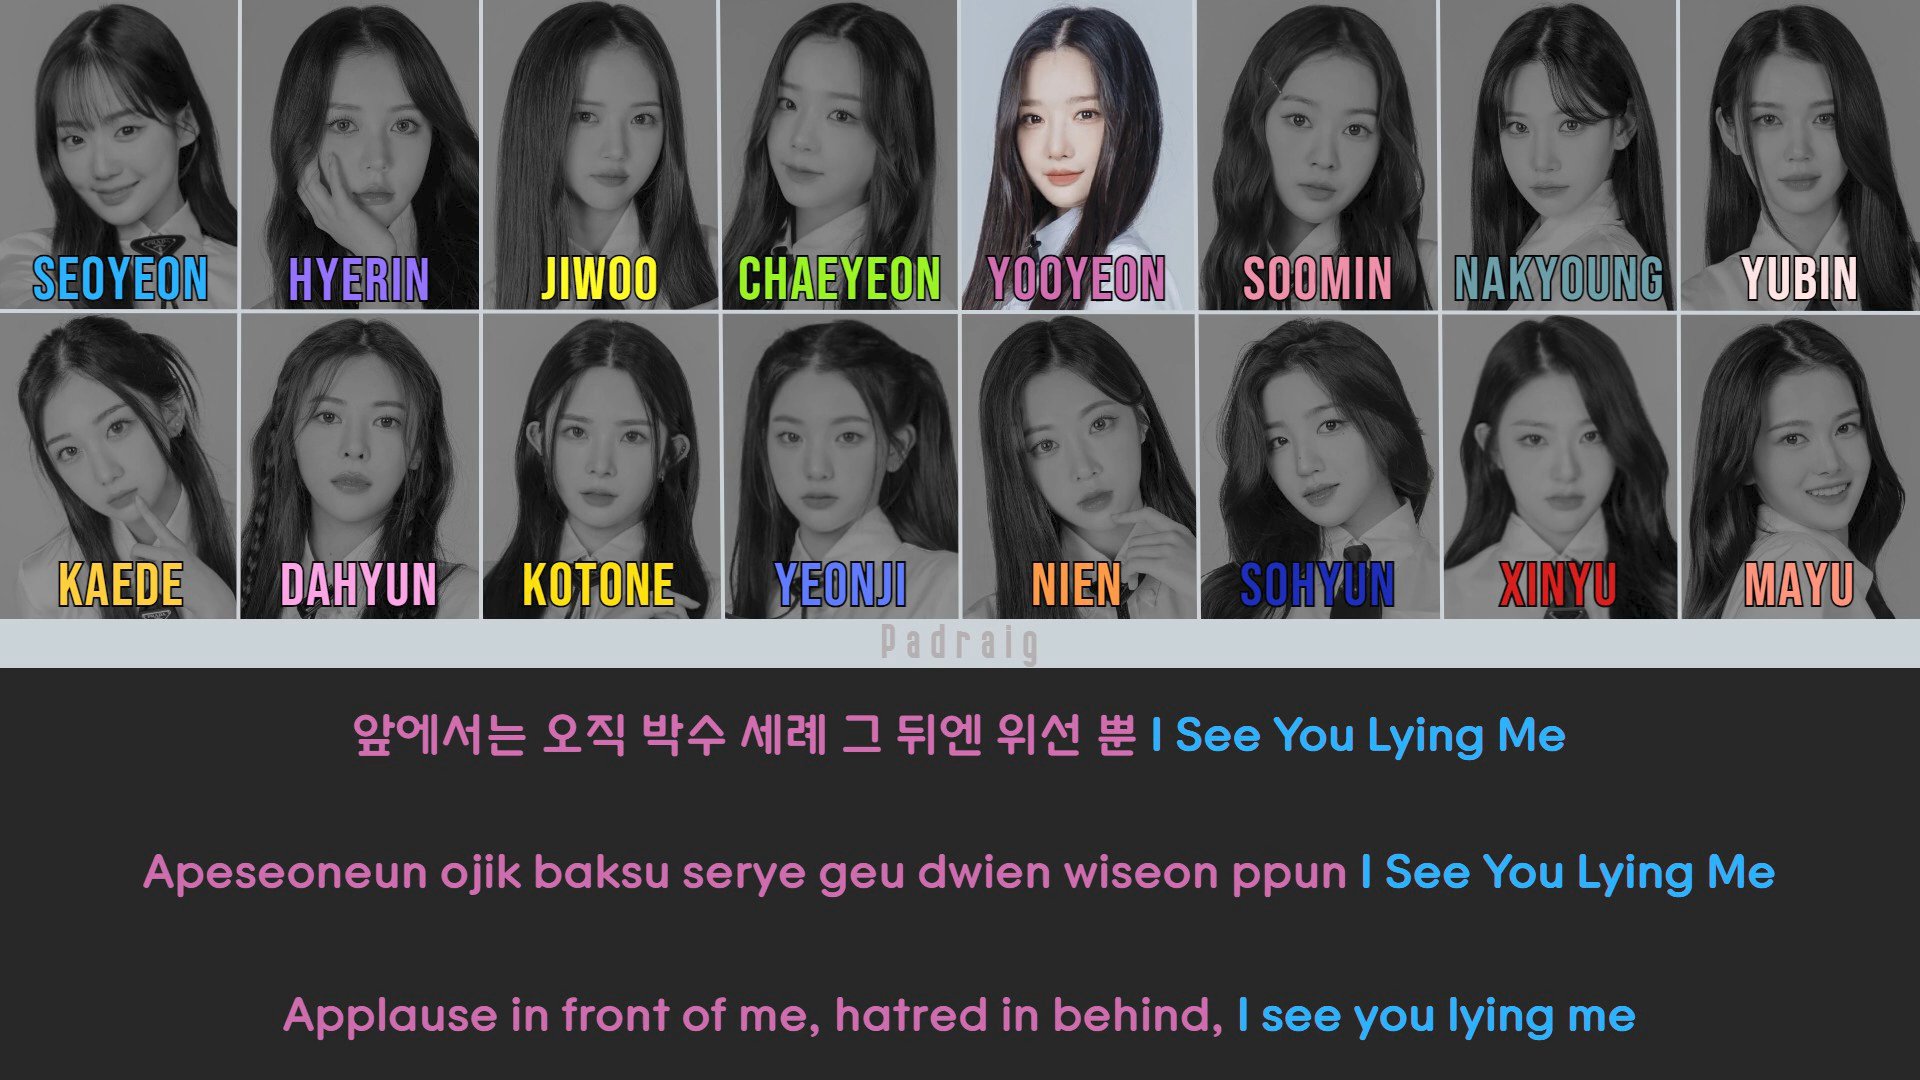 SEOYEON HYERIN JIWOO CHAEYEON YOOYEON SOOMIN NAKYOUNG YUBIN
KAEDE DAHYUN KOTONE YEONJI NIEN SOHYUN XINYU MAYU
Padraig
앞에서는 오직 박수 세례 그 뒤엔 위선 뿐 I See You Lying Me
Apeseoneun ojik baksu serye geu dwien wiseon ppun I See You Lying Me
Applause in front of me, hatred in behind, I see you lying me